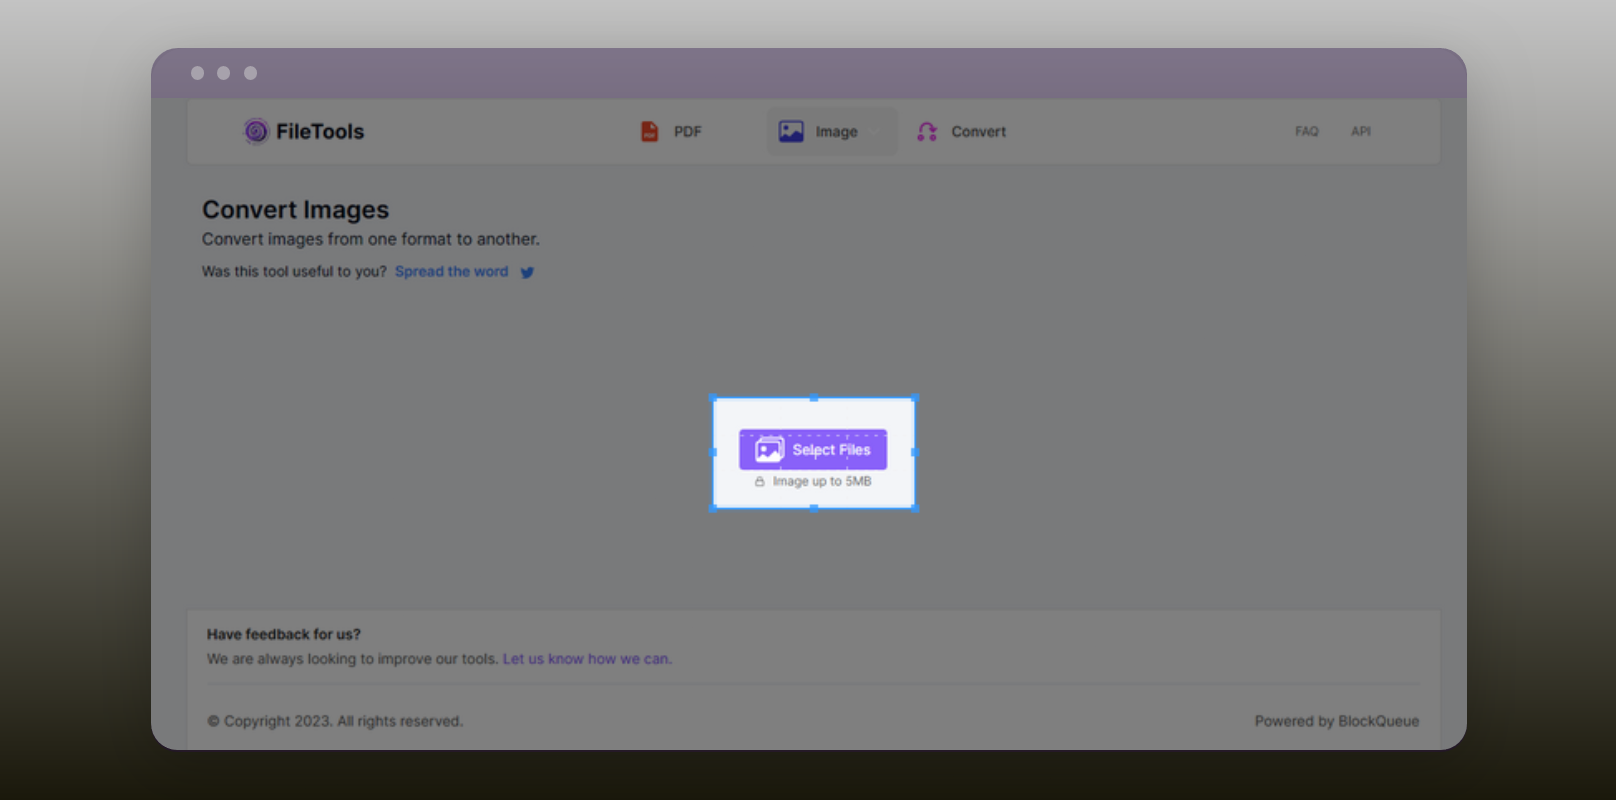 FileTools
PDF
Image
Convert
FAQ
API
Convert Images
Convert images from one format to another.
Was this tool useful to you? Spread the word
Select Files
Image up to 5MB
Have feedback for us?
We are always looking to improve our tools. Let us know how we can.
© Copyright 2023. All rights reserved.
Powered by BlockQueue